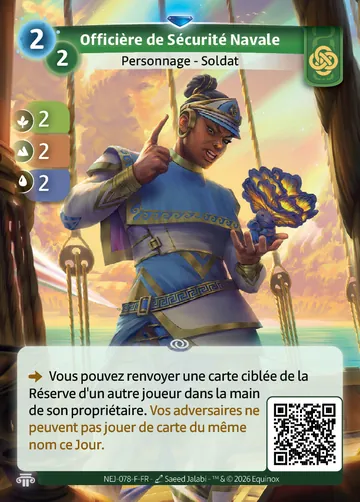 2
2
Officière de Sécurité Navale
Personnage - Soldat
2
2
2
Vous pouvez renvoyer une carte ciblée de la
Réserve d'un autre joueur dans la main
de son propriétaire. Vos adversaires ne
peuvent pas jouer de carte du même
nom ce Jour.
NEJ-078-F-FR - Saeed Jalabi - ™ & © 2026 Equinox